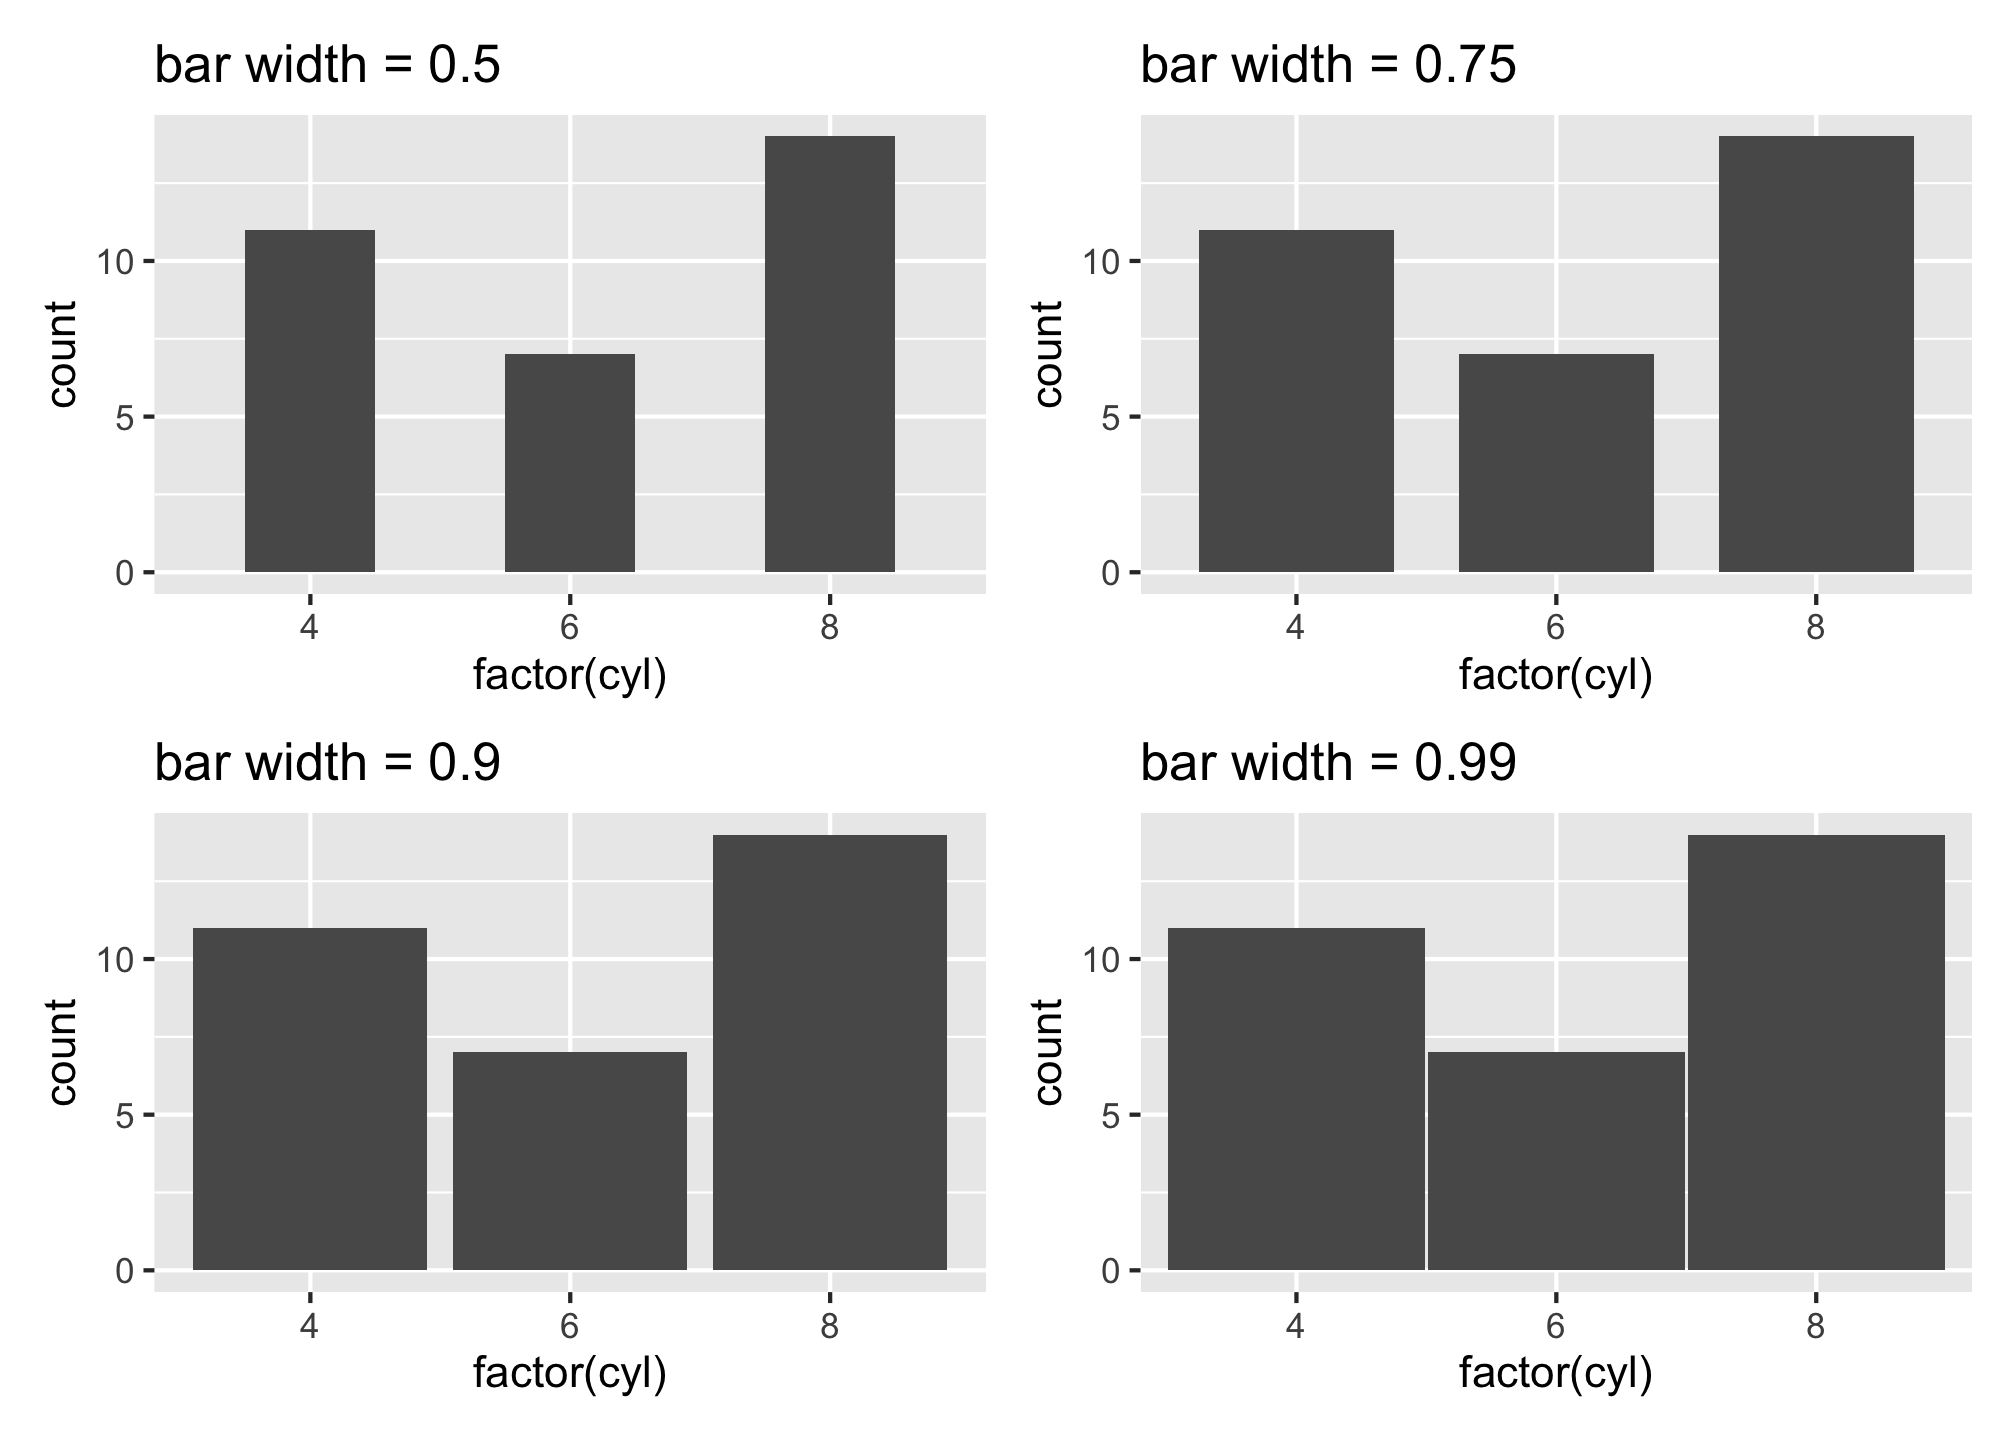 bar width = 0.5
count
10
5
0
4 6 8
factor(cyl)
bar width = 0.75
count
10
5
0
4 6 8
factor(cyl)
bar width = 0.9
count
10
5
0
4 6 8
factor(cyl)
bar width = 0.99
count
10
5
0
4 6 8
factor(cyl)